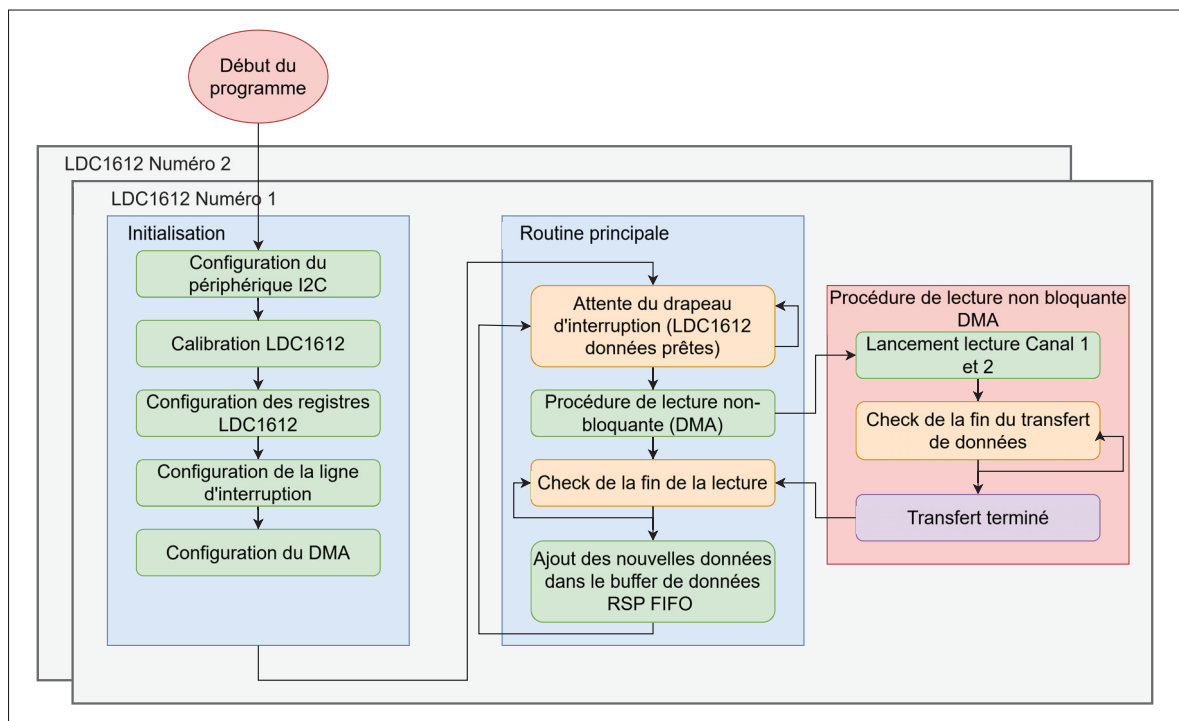 Début du
programme
LDC1612 Numéro 2
LDC1612 Numéro 1
Initialisation
Configuration du
périphérique I2C
Calibration LDC1612
Configuration des registres
LDC1612
Configuration de la ligne
d'interruption
Configuration du DMA
Routine principale
Attente du drapeau
d'interruption (LDC1612
données prêtes)
Procédure de lecture non-
bloquante (DMA)
Check de la fin de la lecture
Ajout des nouvelles données
dans le buffer de données
RSP FIFO
Procédure de lecture non bloquante
DMA
Lancement lecture Canal 1
et 2
Check de la fin du transfert
de données
Transfert terminé